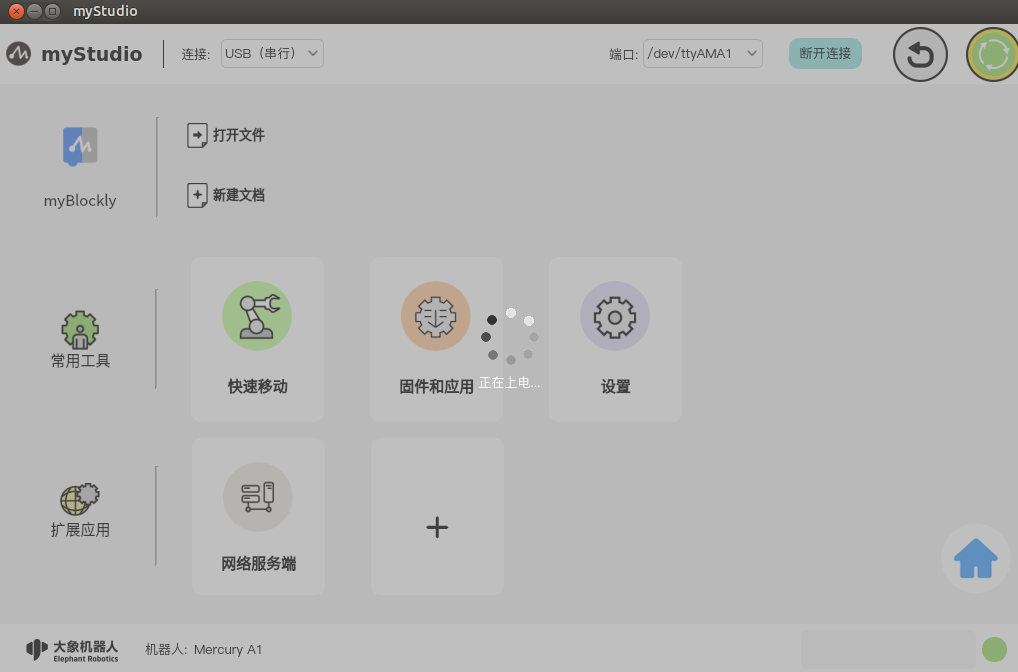 myStudio
myStudio
连接: USB（串行）
端口: /dev/ttyAMA1
断开连接
myBlockly
打开文件
新建文档
常用工具
快速移动
固件和应用
设置
正在上电...
扩展应用
网络服务端
大象机器人
Elephant Robotics
机器人: Mercury A1